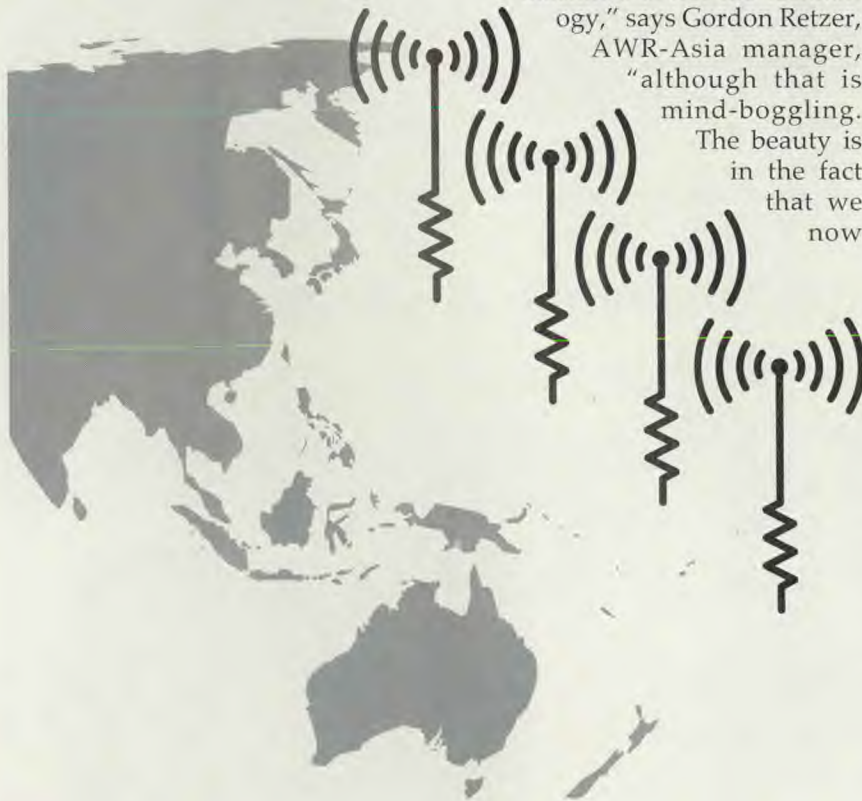 ogy,” says Gordon Retzer,
AWR-Asia manager,
“although that is
mind-boggling.
The beauty is
in the fact
that we
now